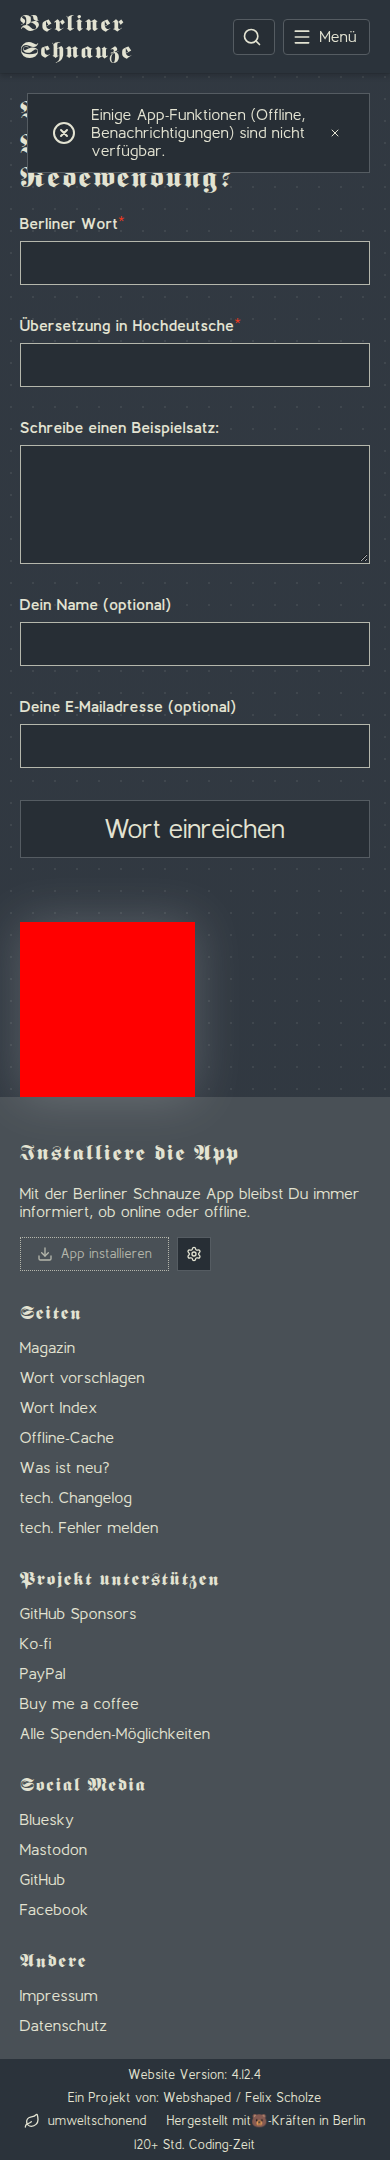 Berliner
Schnauze
Menü
Einige App-Funktionen (Offline,
Benachrichtigungen) sind nicht
verfügbar.
Redewendung?
Berliner Wort*
Übersetzung in Hochdeutsche*
Schreibe einen Beispielsatz:
Dein Name (optional)
Deine E-Mailadresse (optional)
Wort einreichen
Installiere die App
Mit der Berliner Schnauze App bleibst Du immer
informiert, ob online oder offline.
App installieren
Seiten
Magazin
Wort vorschlagen
Wort Index
Offline-Cache
Was ist neu?
tech. Changelog
tech. Fehler melden
Projekt unterstützen
GitHub Sponsors
Ko-fi
PayPal
Buy me a coffee
Alle Spenden-Möglichkeiten
Social Media
Bluesky
Mastodon
GitHub
Facebook
Andere
Impressum
Datenschutz
Website Version: 4.12.4
Ein Projekt von: Webshaped / Felix Scholze
umweltschonend Hergestellt mit🐻-Kräften in Berlin
120+ Std. Coding-Zeit